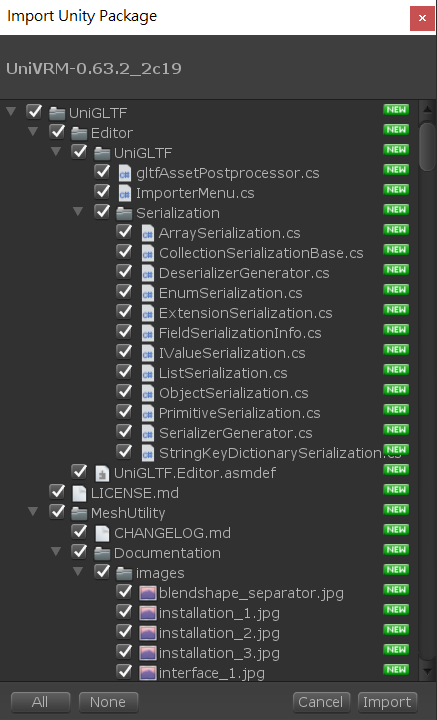 Import Unity Package
UniVRM-0.63.2_2c19
UniGLTF NEW
Editor NEW
UniGLTF NEW
gltfAssetPostprocessor.cs NEW
ImporterMenu.cs NEW
Serialization NEW
ArraySerialization.cs NEW
CollectionSerializationBase.cs NEW
DeserializerGenerator.cs NEW
EnumSerialization.cs NEW
ExtensionSerialization.cs NEW
FieldSerializationInfo.cs NEW
IValueSerialization.cs NEW
ListSerialization.cs NEW
ObjectSerialization.cs NEW
PrimitiveSerialization.cs NEW
SerializerGenerator.cs NEW
StringKeyDictionarySerialization.cs NEW
UniGLTF.Editor.asmdef NEW
LICENSE.md NEW
MeshUtility NEW
CHANGELOG.md NEW
Documentation NEW
images NEW
blendshape_separator.jpg NEW
installation_1.jpg NEW
installation_2.jpg NEW
installation_3.jpg NEW
interface_1.jpg NEW
All None Cancel Import